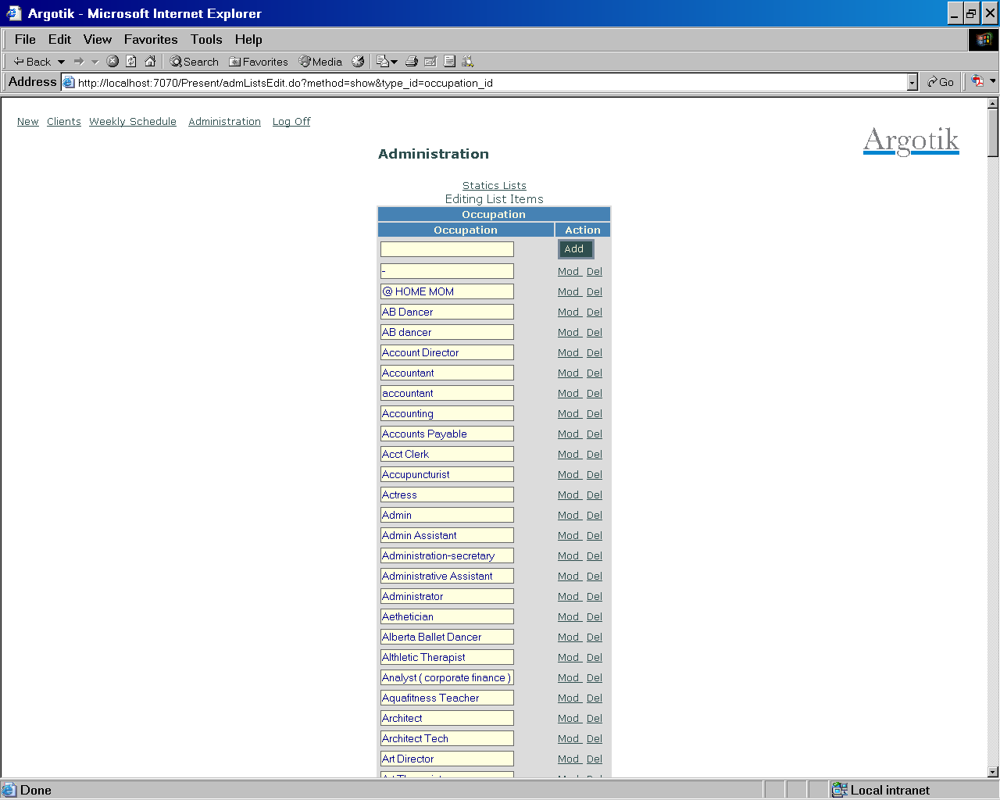 Argotik - Microsoft Internet Explorer
File Edit View Favorites Tools Help
Back Search Favorites Media
Address http://localhost:7070/Present/admListsEdit.do?method=show&type_id=occupation_id Go
New Clients Weekly Schedule Administration Log Off
Argotik
Administration
Statics Lists
Editing List Items
Occupation
Occupation Action
Add
- Mod Del
@ HOME MOM Mod Del
AB Dancer Mod Del
AB dancer Mod Del
Account Director Mod Del
Accountant Mod Del
accountant Mod Del
Accounting Mod Del
Accounts Payable Mod Del
Acct Clerk Mod Del
Accupuncturist Mod Del
Actress Mod Del
Admin Mod Del
Admin Assistant Mod Del
Administration-secretary Mod Del
Administrative Assistant Mod Del
Administrator Mod Del
Aethetician Mod Del
Alberta Ballet Dancer Mod Del
Althletic Therapist Mod Del
Analyst ( corporate finance ) Mod Del
Aquafitness Teacher Mod Del
Architect Mod Del
Architect Tech Mod Del
Art Director Mod Del
Done Local intranet